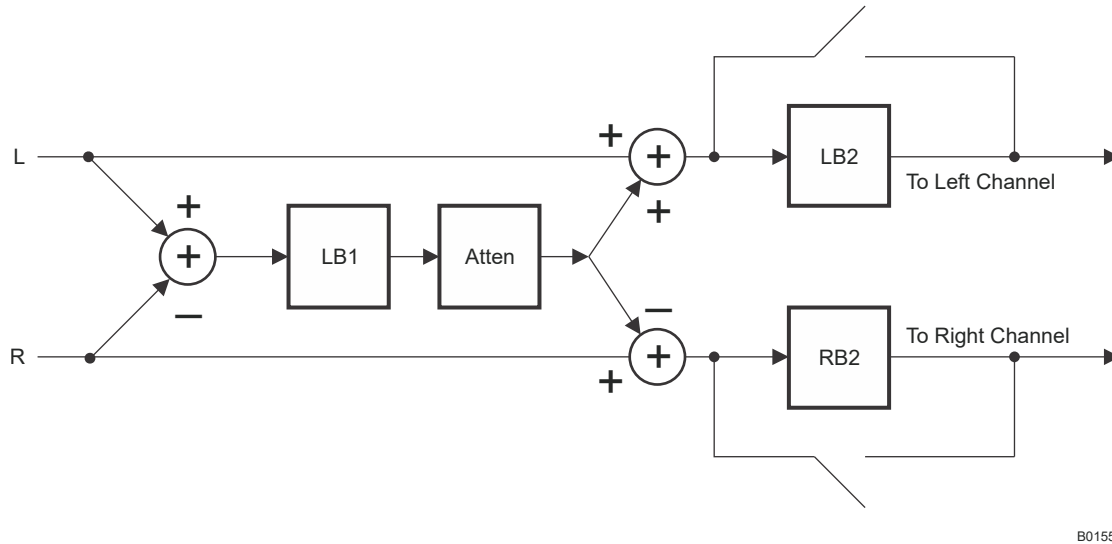 L
+
+
−
LB1
Atten
+
+
+
LB2
To Left Channel
R
−
+
+
RB2
To Right Channel
B0155